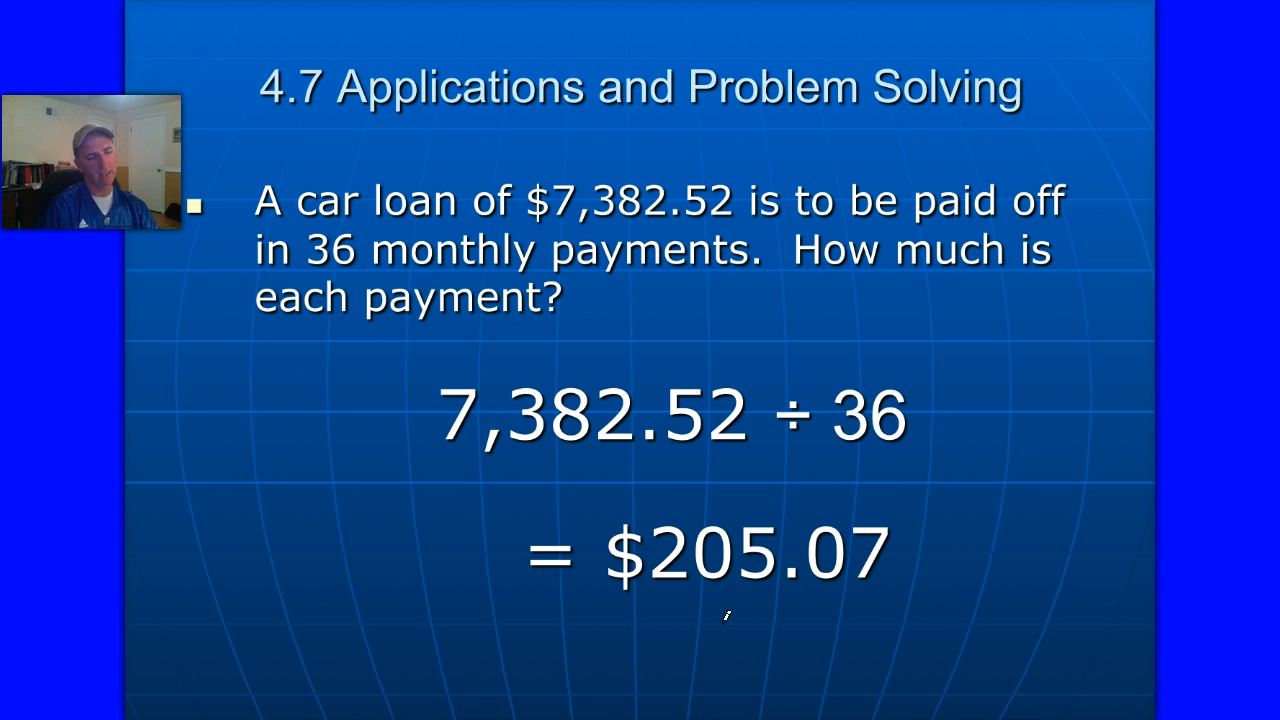 4.7 Applications and Problem Solving
A car loan of $7,382.52 is to be paid off
in 36 monthly payments.  How much is
each payment?
7,382.52 ÷ 36
= $205.07